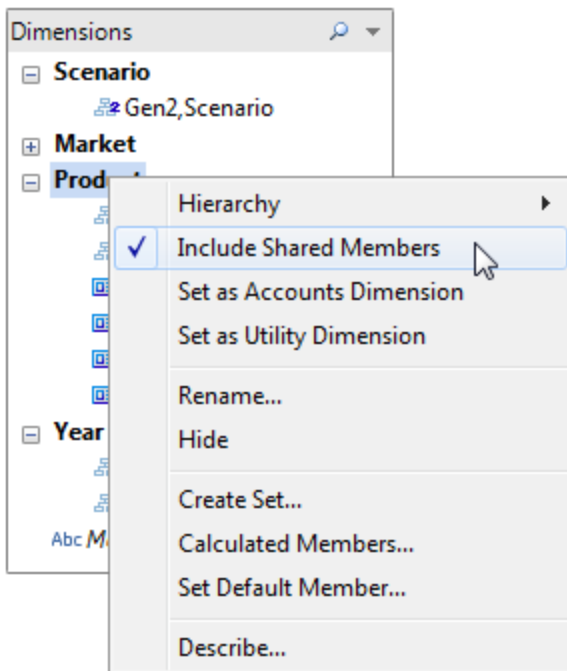 Dimensions
Scenario
Gen2,Scenario
Market
Hierarchy
Include Shared Members
Set as Accounts Dimension
Set as Utility Dimension
Rename...
Hide
Year
Create Set...
Calculated Members...
Abc
Set Default Member...
Describe...